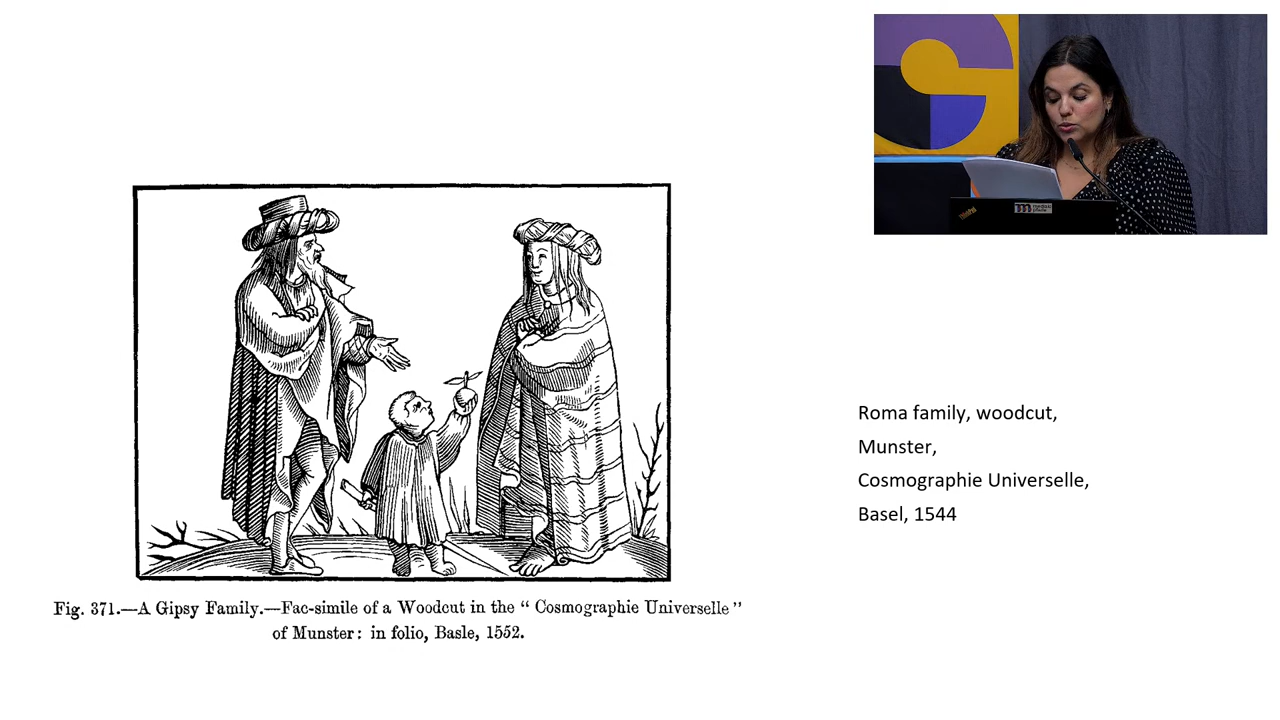 Fig. 371.—A Gipsy Family.—Fac-simile of a Woodcut in the “ Cosmographie Universelle ”
of Munster: in folio, Basle, 1552.
Roma family, woodcut,
Munster,
Cosmographie Universelle,
Basel, 1544
ThinkPad